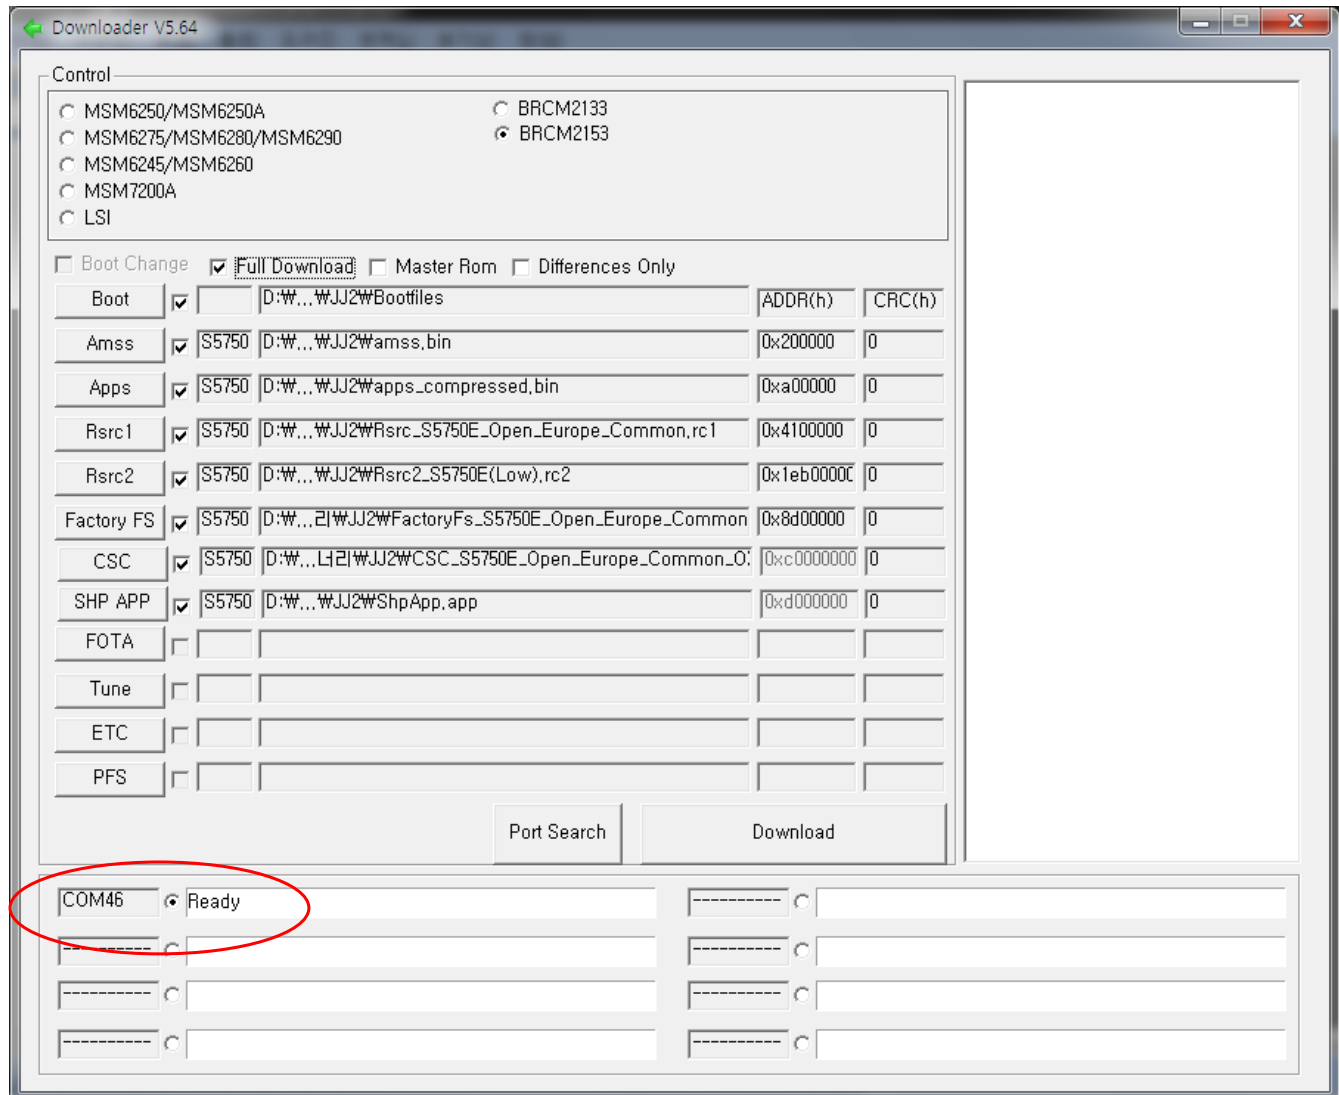 Downloader V5.64
Control
MSM6250/MSM6250A
BRCM2133
MSM6275/MSM6280/MSM6290
BRCM2153
MSM6245/MSM6260
MSM7200A
LSI
Boot Change Full Download Master Rom Differences Only
Boot D:₩...₩JJ2₩Bootfiles ADDR(h) CRC(h)
Amss S5750 D:₩...₩JJ2₩amss.bin 0x200000 0
Apps S5750 D:₩...₩JJ2₩apps_compressed.bin 0xa00000 0
Rsrc1 S5750 D:₩...₩JJ2₩Rsrc_S5750E_Open_Europe_Common.rc1 0x4100000 0
Rsrc2 S5750 D:₩...₩JJ2₩Rsrc2_S5750E(Low).rc2 0x1eb0000 0
Factory FS S5750 D:₩...리₩JJ2₩FactoryFs_S5750E_Open_Europe_Common 0x8d00000 0
CSC S5750 D:₩...너리₩JJ2₩CSC_S5750E_Open_Europe_Common_O 0xc0000000 0
SHP APP S5750 D:₩...₩JJ2₩ShpApp.app 0xd000000 0
FOTA
Tune
ETC
PFS
Port Search Download
COM46 Ready ----------
---------- ----------
---------- ----------
---------- ----------